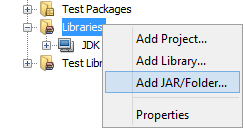 Test Packages
Libraries
JDK
Test Libr
Add Project...
Add Library...
Add JAR/Folder...
Properties